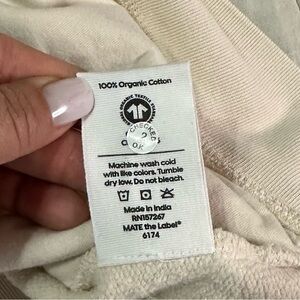 100% Organic Cotton
CHECKED
O.K
Machine wash cold
with like colors. Tumble
dry low. Do not bleach.
Made in India
RN157267
MATE the Label®
6174